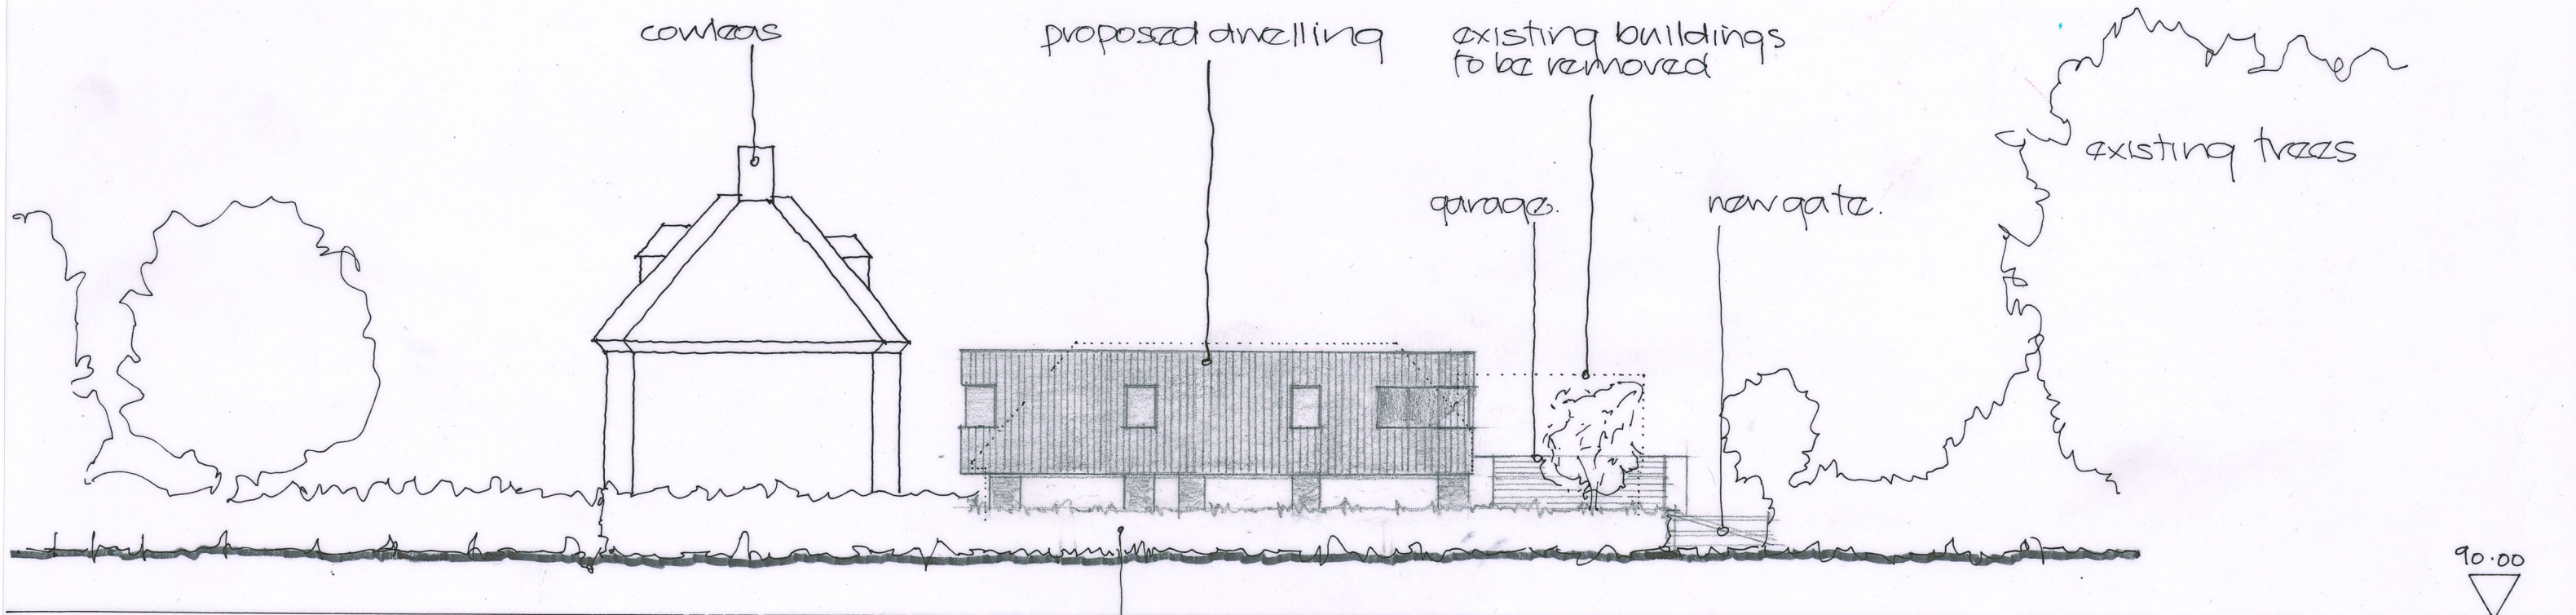 cowleas
proposed dwelling
existing buildings
to be removed
existing trees
garage.
new gate.
90.00